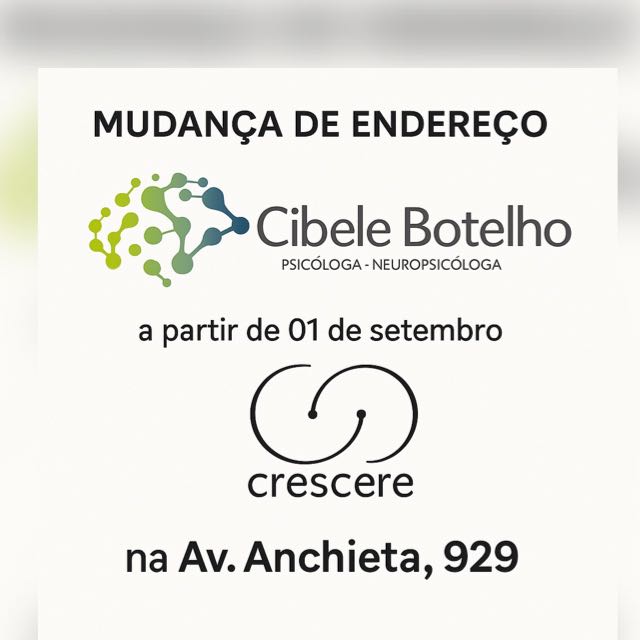 MUDANÇA DE ENDEREÇO
Cibele Botelho
PSICÓLOGA - NEUROPSICÓLOGA
a partir de 01 de setembro
crescere
na Av. Anchieta, 929